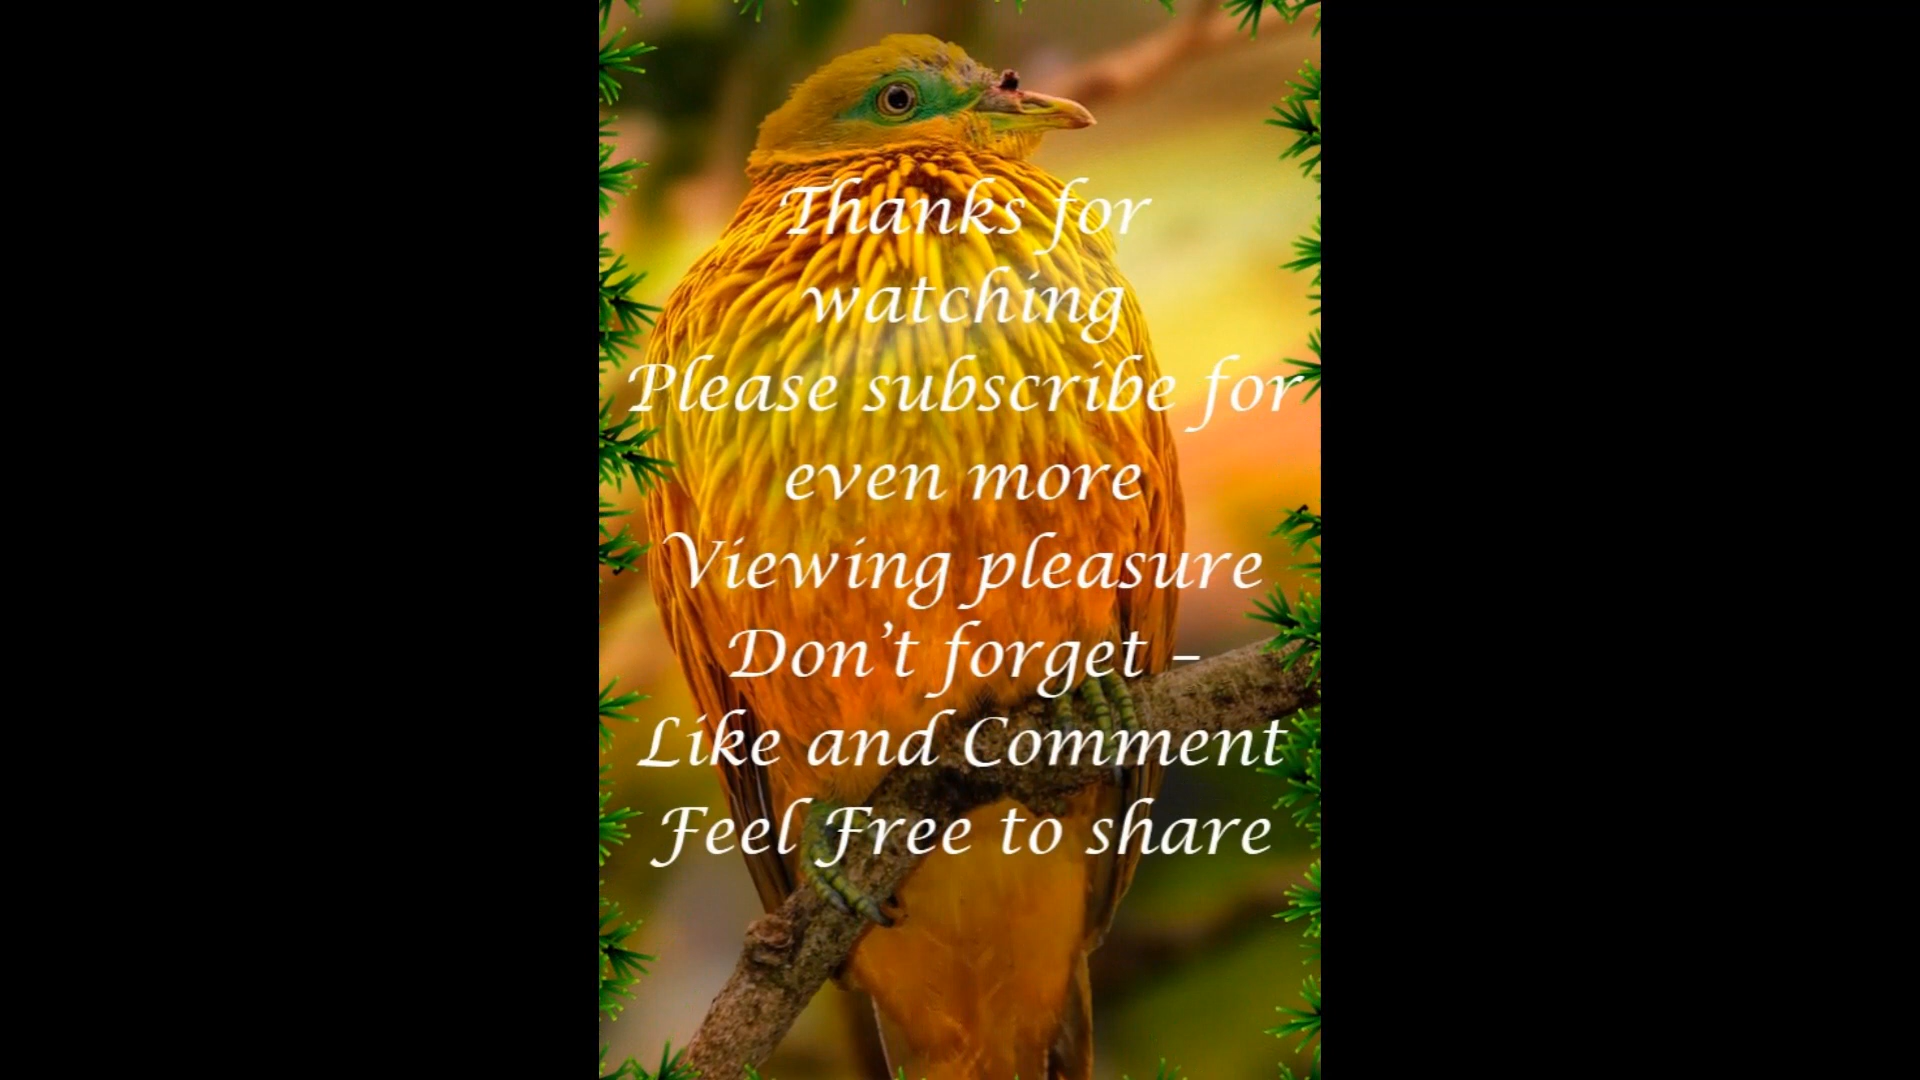 Thanks for
watching
Please subscribe for
even more
Viewing pleasure
Don't forget –
Like and Comment
Feel Free to share